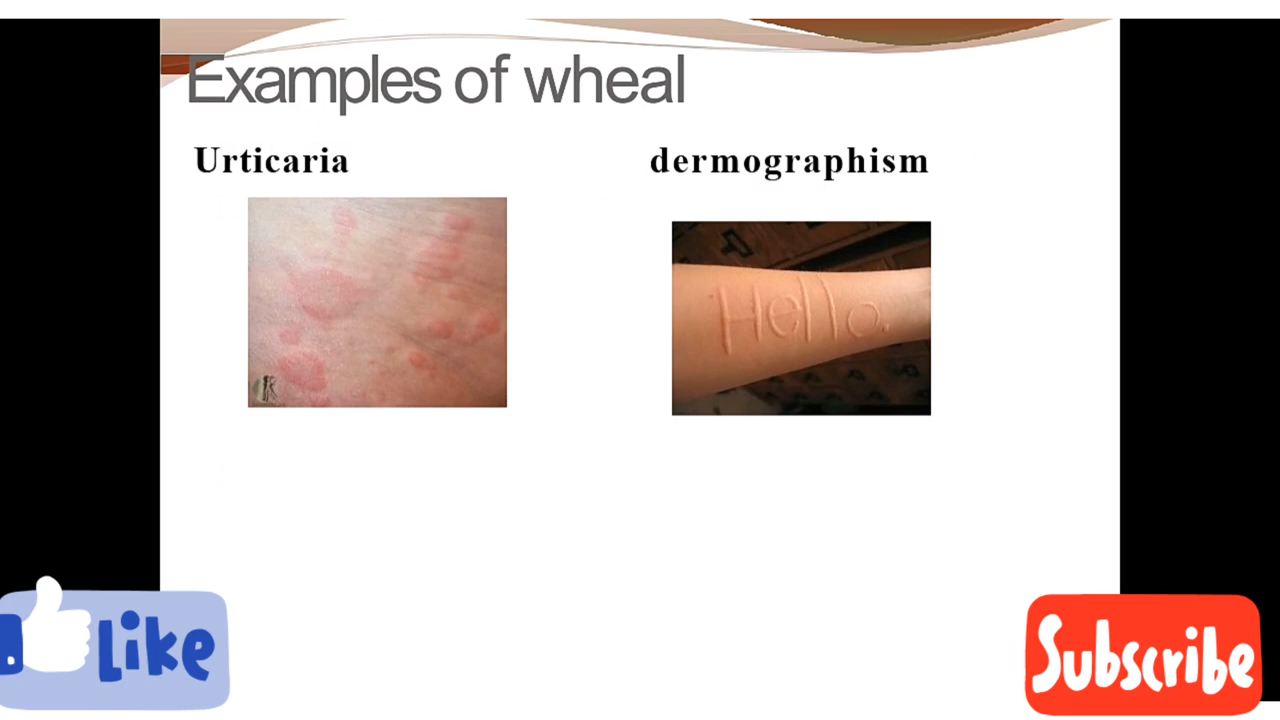 Examples of wheal
Urticaria
dermographism
Hello.
Like
Subscribe